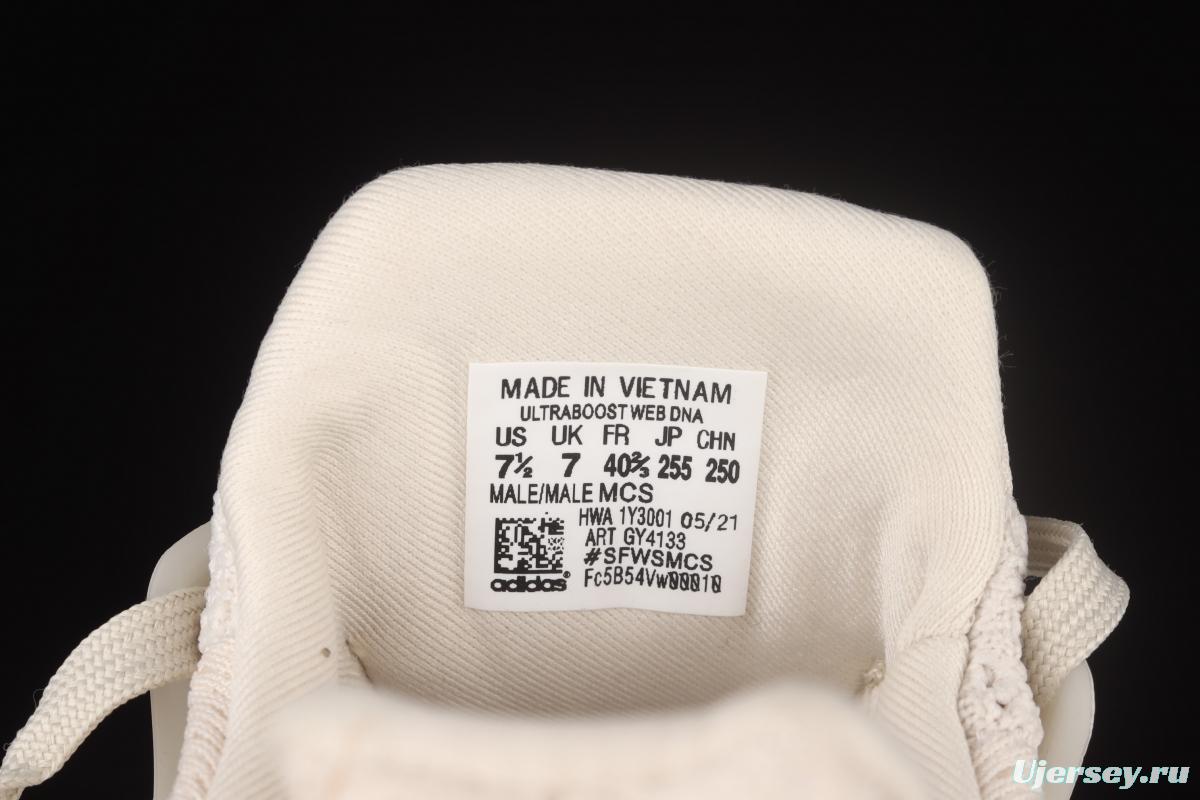 MADE IN VIETNAM
ULTRABOOST WEB DNA
US UK FR JP CHN
7½ 7 40⅔ 255 250
MALE/MALE MCS
HWA 1Y3001 05/21
ART GY4133
#SFWSMCS
adidas® Fc5B54Vw00010
Ujersey.ru